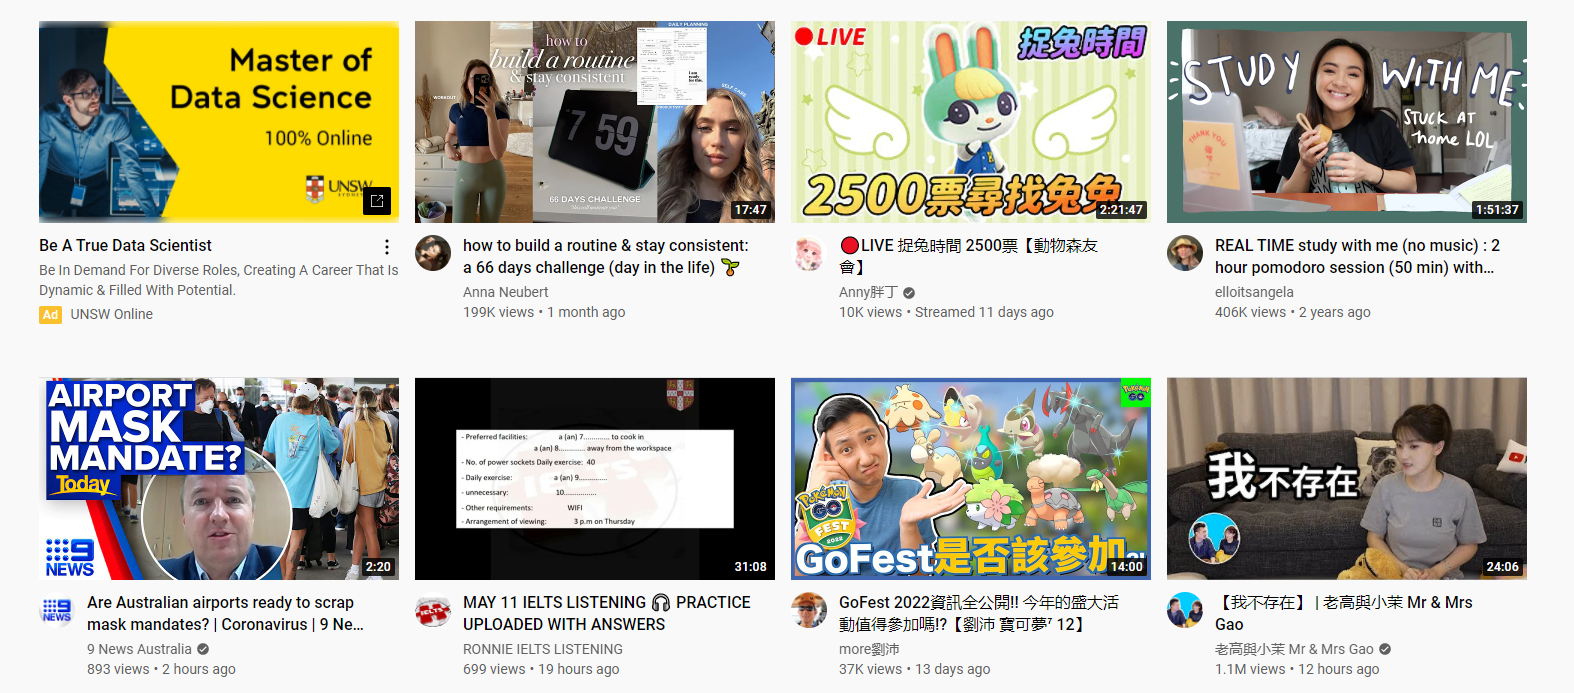 Master of
Data Science
100% Online
UNSW
SYDNEY
Be A True Data Scientist
Be In Demand For Diverse Roles, Creating A Career That Is
Dynamic & Filled With Potential.
Ad UNSW Online
DAILY PLANNING
how to
build a routine
& stay consistent
I am
ready
for this.
WORKOUT
SELF CARE
7 59
66 DAYS CHALLENGE
17:47
how to build a routine & stay consistent:
a 66 days challenge (day in the life)
Anna Neubert
199K views • 1 month ago
LIVE
捉兔時間
2500票尋找兔兔
2:21:47
LIVE 捉兔時間 2500票【動物森友
會】
Anny胖丁
10K views • Streamed 11 days ago
STUDY WITH ME
STUCK AT
home LOL
THANK YOU
1:51:37
REAL TIME study with me (no music) : 2
hour pomodoro session (50 min) with...
elloitsangela
406K views • 2 years ago
AIRPORT
MASK
MANDATE?
Today
9
NEWS
2:20
9
NEWS
Are Australian airports ready to scrap
mask mandates? | Coronavirus | 9 Ne...
9 News Australia
893 views • 2 hours ago
- Preferred facilities: a (an) 7............. to cook in
a (an) 8............. away from the workspace
- No. of power sockets Daily exercise: 40
- Daily exercise: a (an) 9..............
- unnecessary: 10................
- Other requirements: WIFI
- Arrangement of viewing: 3 p.m on Thursday
31:08
IELTS
MAY 11 IELTS LISTENING PRACTICE
UPLOADED WITH ANSWERS
RONNIE IELTS LISTENING
699 views • 19 hours ago
POKÉMON
GO
POKÉMON
GO
FEST
2022
GoFest是否該參加
14:00
GoFest 2022資訊全公開!! 今年的盛大活
動值得參加嗎!?【劉沛 寶可夢ʳ 12】
more劉沛
37K views • 13 days ago
我不存在
24:06
【我不存在】 | 老高與小茉 Mr & Mrs
Gao
老高與小茉 Mr & Mrs Gao
1.1M views • 12 hours ago